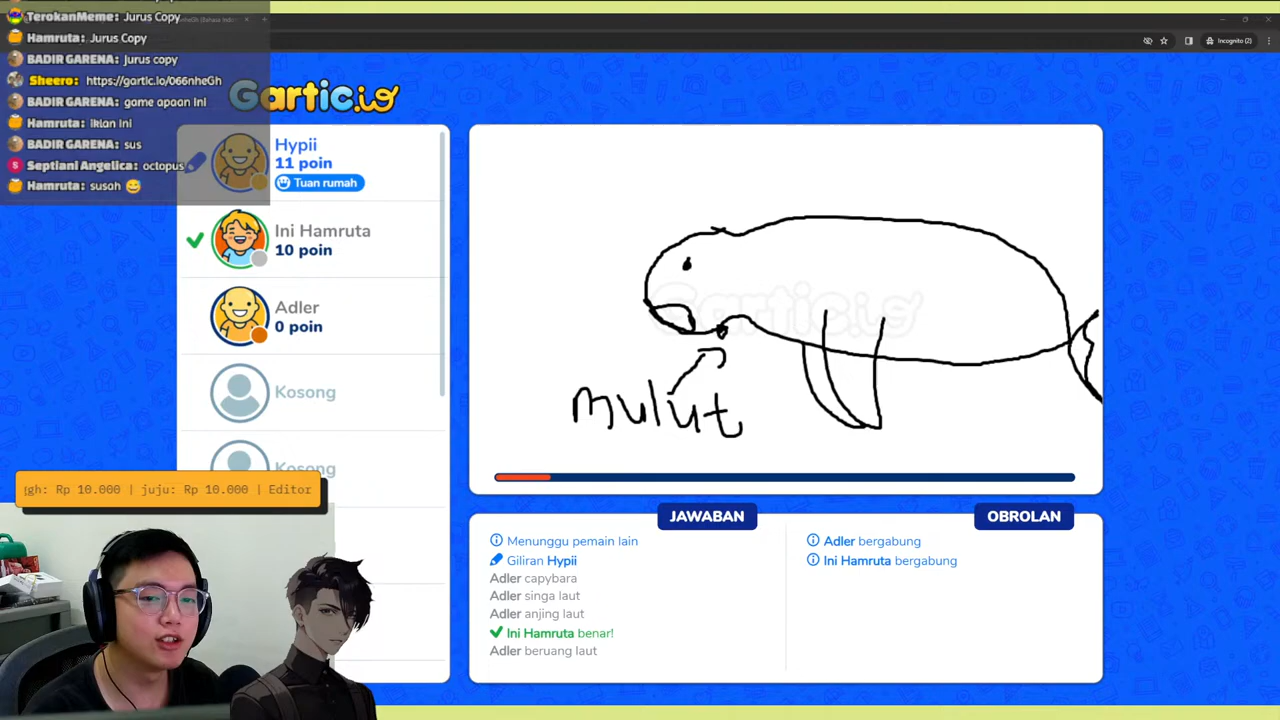 TerokanMeme: Jurus Copy
Hamruta: Jurus Copy
BADIR GARENA: Jurus copy
Sheero: https://gartic.io/066nheGh
BADIR GARENA: game apaan ini
Hamruta: iklan ini
BADIR GARENA: sus
S Septiani Angelica: octopus
Hamruta: susah
Incognito (2)
Gartic.io
Hypii
11 poin
Tuan rumah
Ini Hamruta
10 poin
Adler
0 poin
Kosong
Kosong
gh: Rp 10.000 | juju: Rp 10.000 | Editor
Gartic.io
mulut
JAWABAN
Menunggu pemain lain
Giliran Hypii
Adler capybara
Adler singa laut
Adler anjing laut
Ini Hamruta benar!
Adler beruang laut
OBROLAN
Adler bergabung
Ini Hamruta bergabung